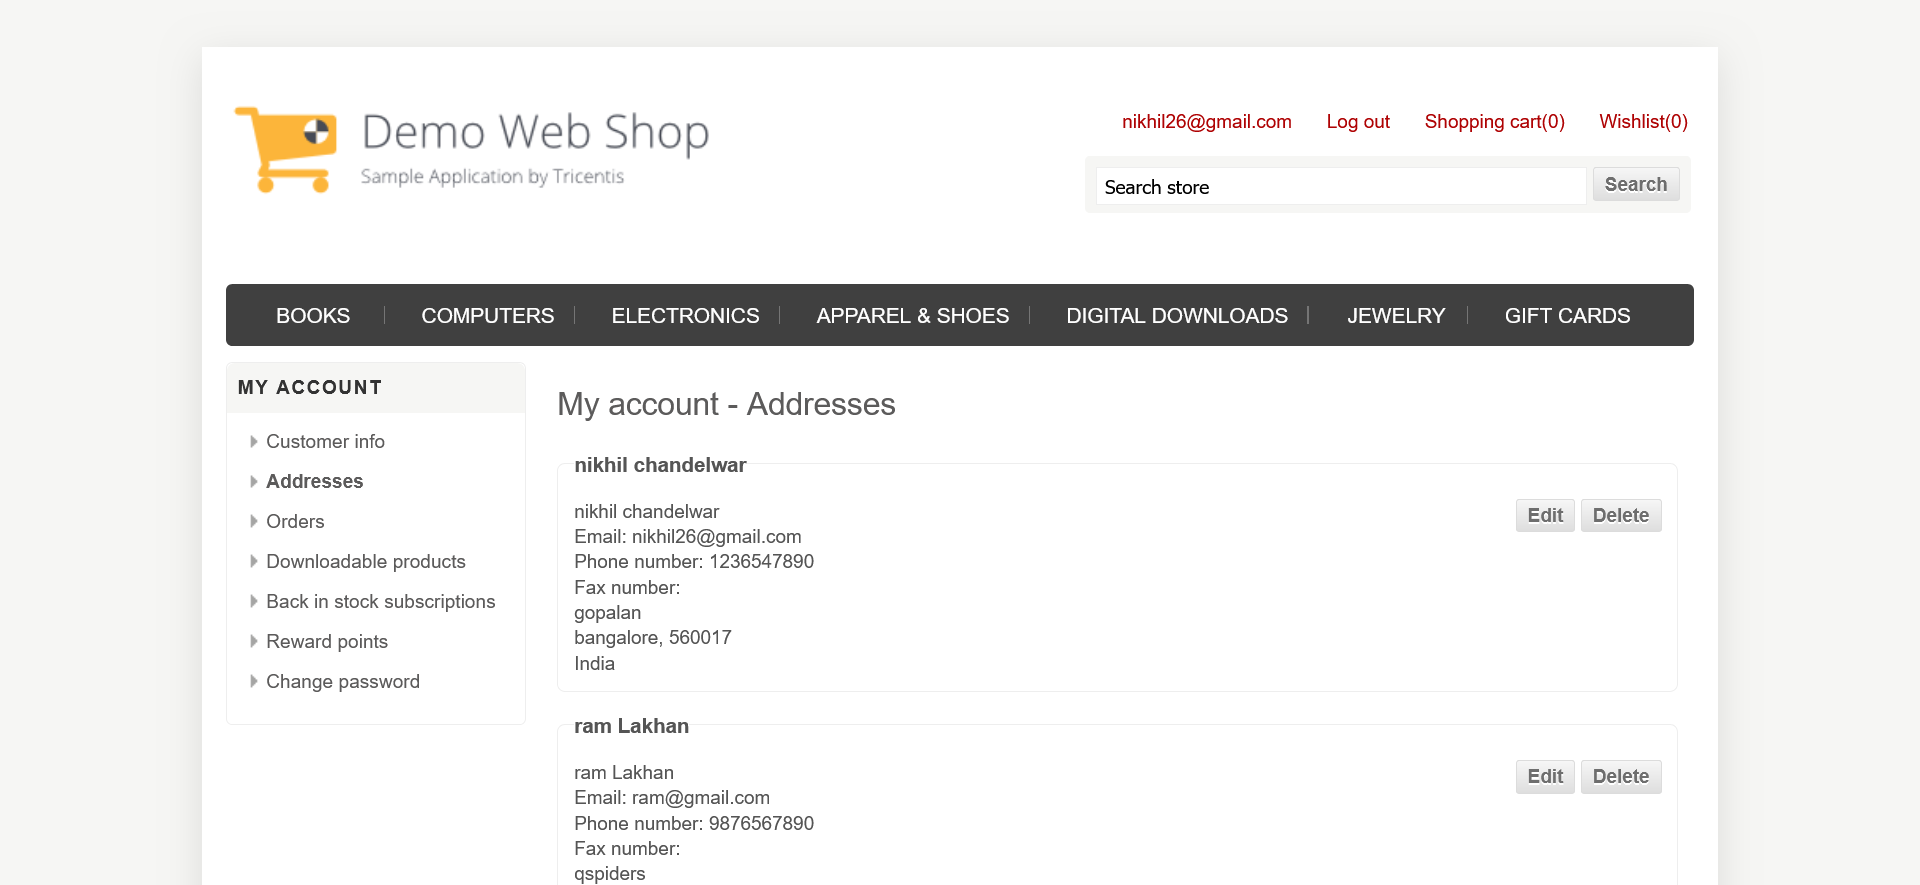 Demo Web Shop
Sample Application by Tricentis
nikhil26@gmail.com Log out Shopping cart(0) Wishlist(0)
Search store Search
BOOKS COMPUTERS ELECTRONICS APPAREL & SHOES DIGITAL DOWNLOADS JEWELRY GIFT CARDS
MY ACCOUNT
Customer info
Addresses
Orders
Downloadable products
Back in stock subscriptions
Reward points
Change password
My account - Addresses
nikhil chandelwar
nikhil chandelwar
Edit Delete
Email: nikhil26@gmail.com
Phone number: 1236547890
Fax number:
gopalan
bangalore, 560017
India
ram Lakhan
ram Lakhan
Edit Delete
Email: ram@gmail.com
Phone number: 9876567890
Fax number:
qspiders